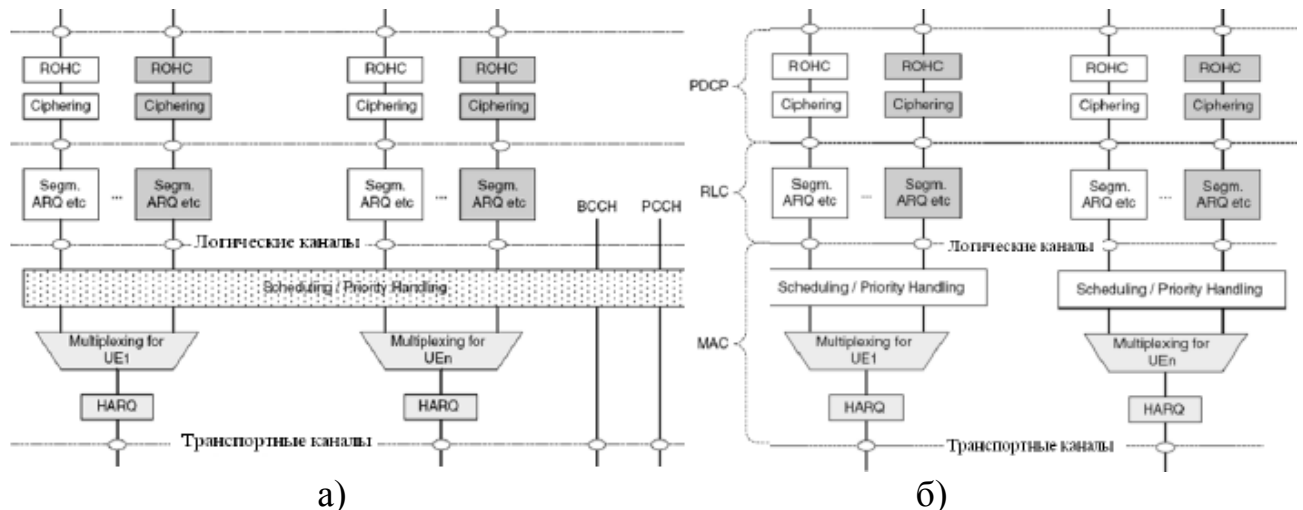 ROHC ROHC ROHC ROHC
Ciphering Ciphering Ciphering Ciphering
Segm. ARQ etc ... Segm. ARQ etc Segm. ARQ etc ... Segm. ARQ etc
BCCH PCCH
Логические каналы
Scheduling / Priority Handling
Multiplexing for UE1 Multiplexing for UEn
HARQ HARQ
Транспортные каналы
а)
PDCP
ROHC ROHC ROHC ROHC
Ciphering Ciphering Ciphering Ciphering
RLC
Segm. ARQ etc ... Segm. ARQ etc Segm. ARQ etc ... Segm. ARQ etc
Логические каналы
MAC
Scheduling / Priority Handling Scheduling / Priority Handling
Multiplexing for UE1 Multiplexing for UEn
HARQ HARQ
Транспортные каналы
б)